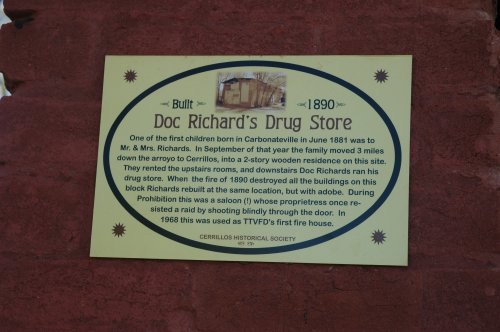 Built 1890
Doc Richard's Drug Store
One of the first children born in Carbonateville in June 1881 was to
Mr. & Mrs. Richards. In September of that year the family moved 3 miles
down the arroyo to Cerrillos, into a 2-story wooden residence on this site.
They rented the upstairs rooms, and downstairs Doc Richards ran his
drug store. When the fire of 1890 destroyed all the buildings on this
block Richards rebuilt at the same location, but with adobe. During
Prohibition this was a saloon (!) whose proprietress once re-
sisted a raid by shooting blindly through the door. In
1968 this was used as TTVFD's first fire house.
CERRILLOS HISTORICAL SOCIETY